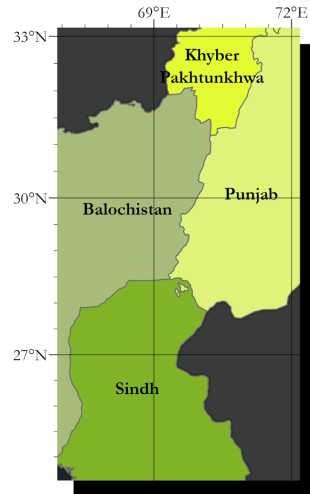 69°E 72°E
33°N
Khyber
Pakhtunkhwa
30°N
Punjab
Balochistan
27°N
Sindh